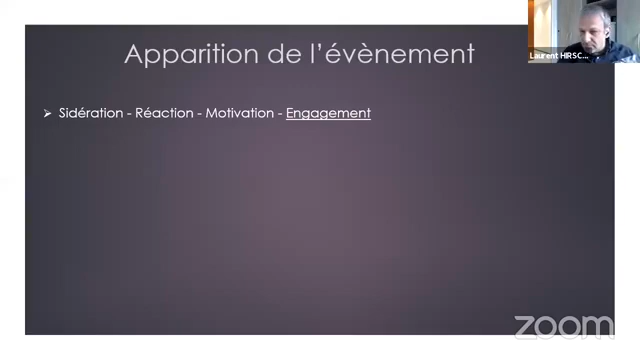 Apparition de l'évènement
Laurent HIRSC...
➢ Sidération - Réaction - Motivation - Engagement
zoom